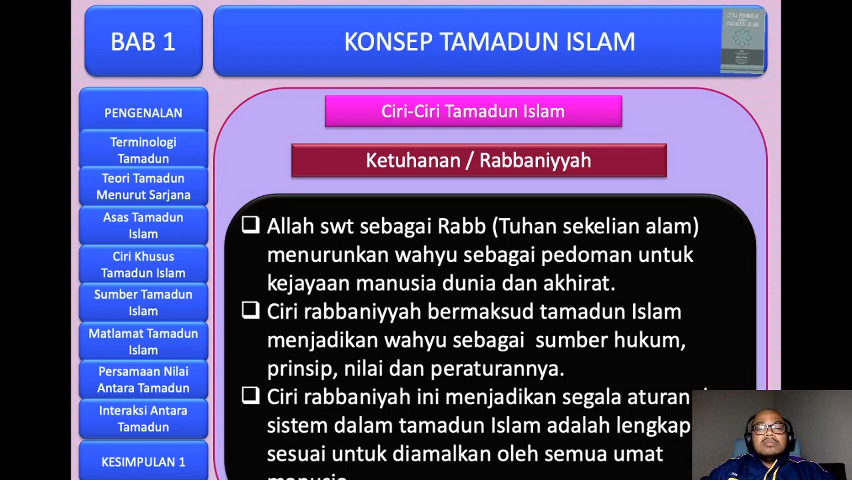 BAB 1
KONSEP TAMADUN ISLAM
PENGENALAN
Terminologi
Tamadun
Teori Tamadun
Menurut Sarjana
Asas Tamadun
Islam
Ciri Khusus
Tamadun Islam
Sumber Tamadun
Islam
Matlamat Tamadun
Islam
Persamaan Nilai
Antara Tamadun
Interaksi Antara
Tamadun
KESIMPULAN 1
Ciri-Ciri Tamadun Islam
Ketuhanan / Rabbaniyyah
❑ Allah swt sebagai Rabb (Tuhan sekelian alam)
menurunkan wahyu sebagai pedoman untuk
kejayaan manusia dunia dan akhirat.
❑ Ciri rabbaniyyah bermaksud tamadun Islam
menjadikan wahyu sebagai sumber hukum,
prinsip, nilai dan peraturannya.
❑ Ciri rabbaniyah ini menjadikan segala aturan
sistem dalam tamadun Islam adalah lengkap
sesuai untuk diamalkan oleh semua umat